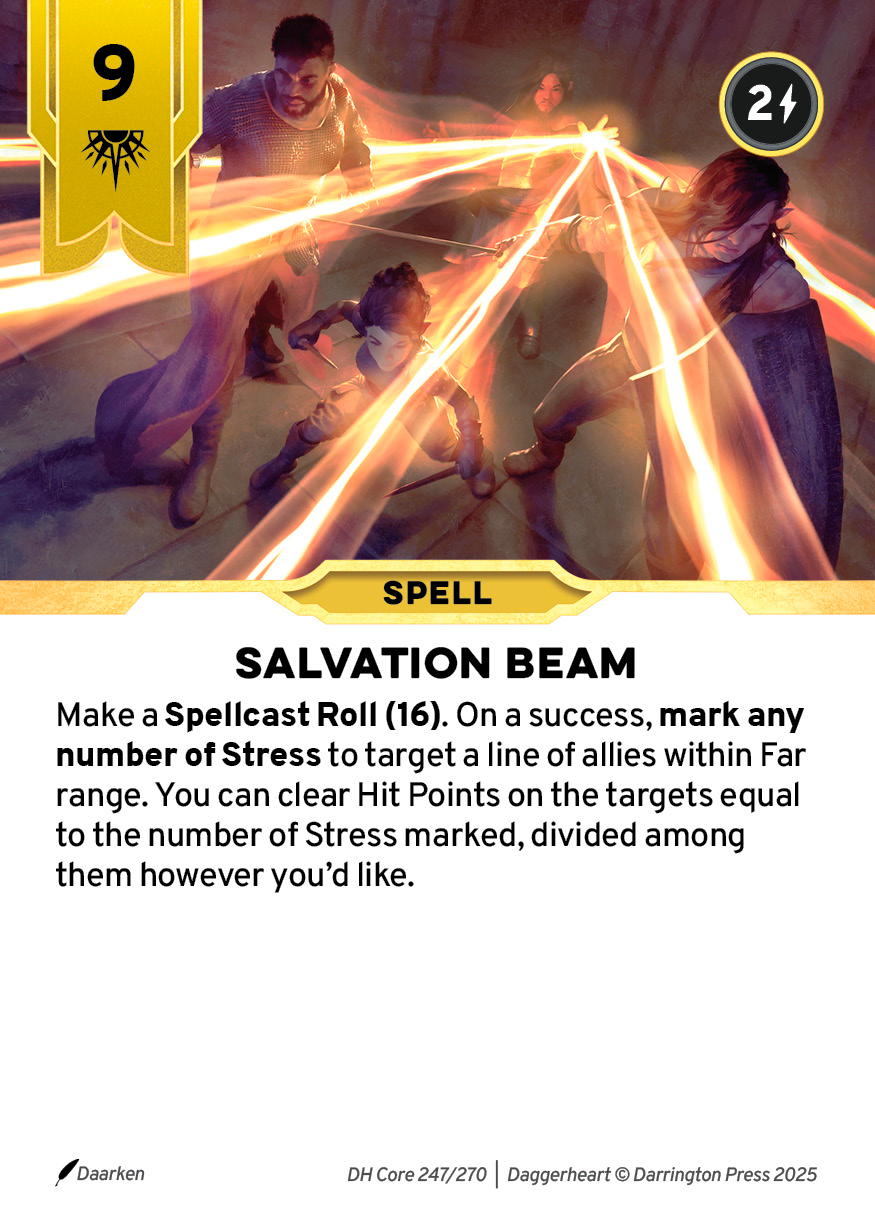 9
2
SPELL
SALVATION BEAM
Make a Spellcast Roll (16). On a success, mark any
number of Stress to target a line of allies within Far
range. You can clear Hit Points on the targets equal
to the number of Stress marked, divided among
them however you’d like.
Daarken
DH Core 247/270 | Daggerheart © Darrington Press 2025